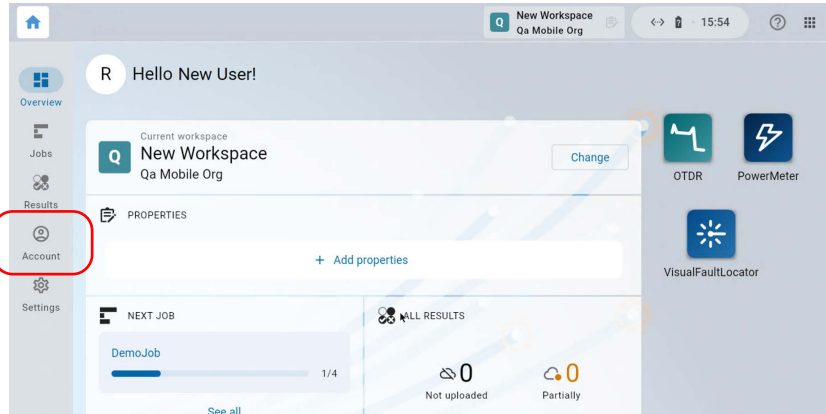 Q
New Workspace
Qa Mobile Org
15:54
R
Hello New User!
Overview
Jobs
Results
Account
Settings
Current workspace
Q
New Workspace
Qa Mobile Org
Change
PROPERTIES
+ Add properties
NEXT JOB
DemoJob
1/4
See all
ALL RESULTS
0
Not uploaded
0
Partially
OTDR
PowerMeter
VisualFaultLocator